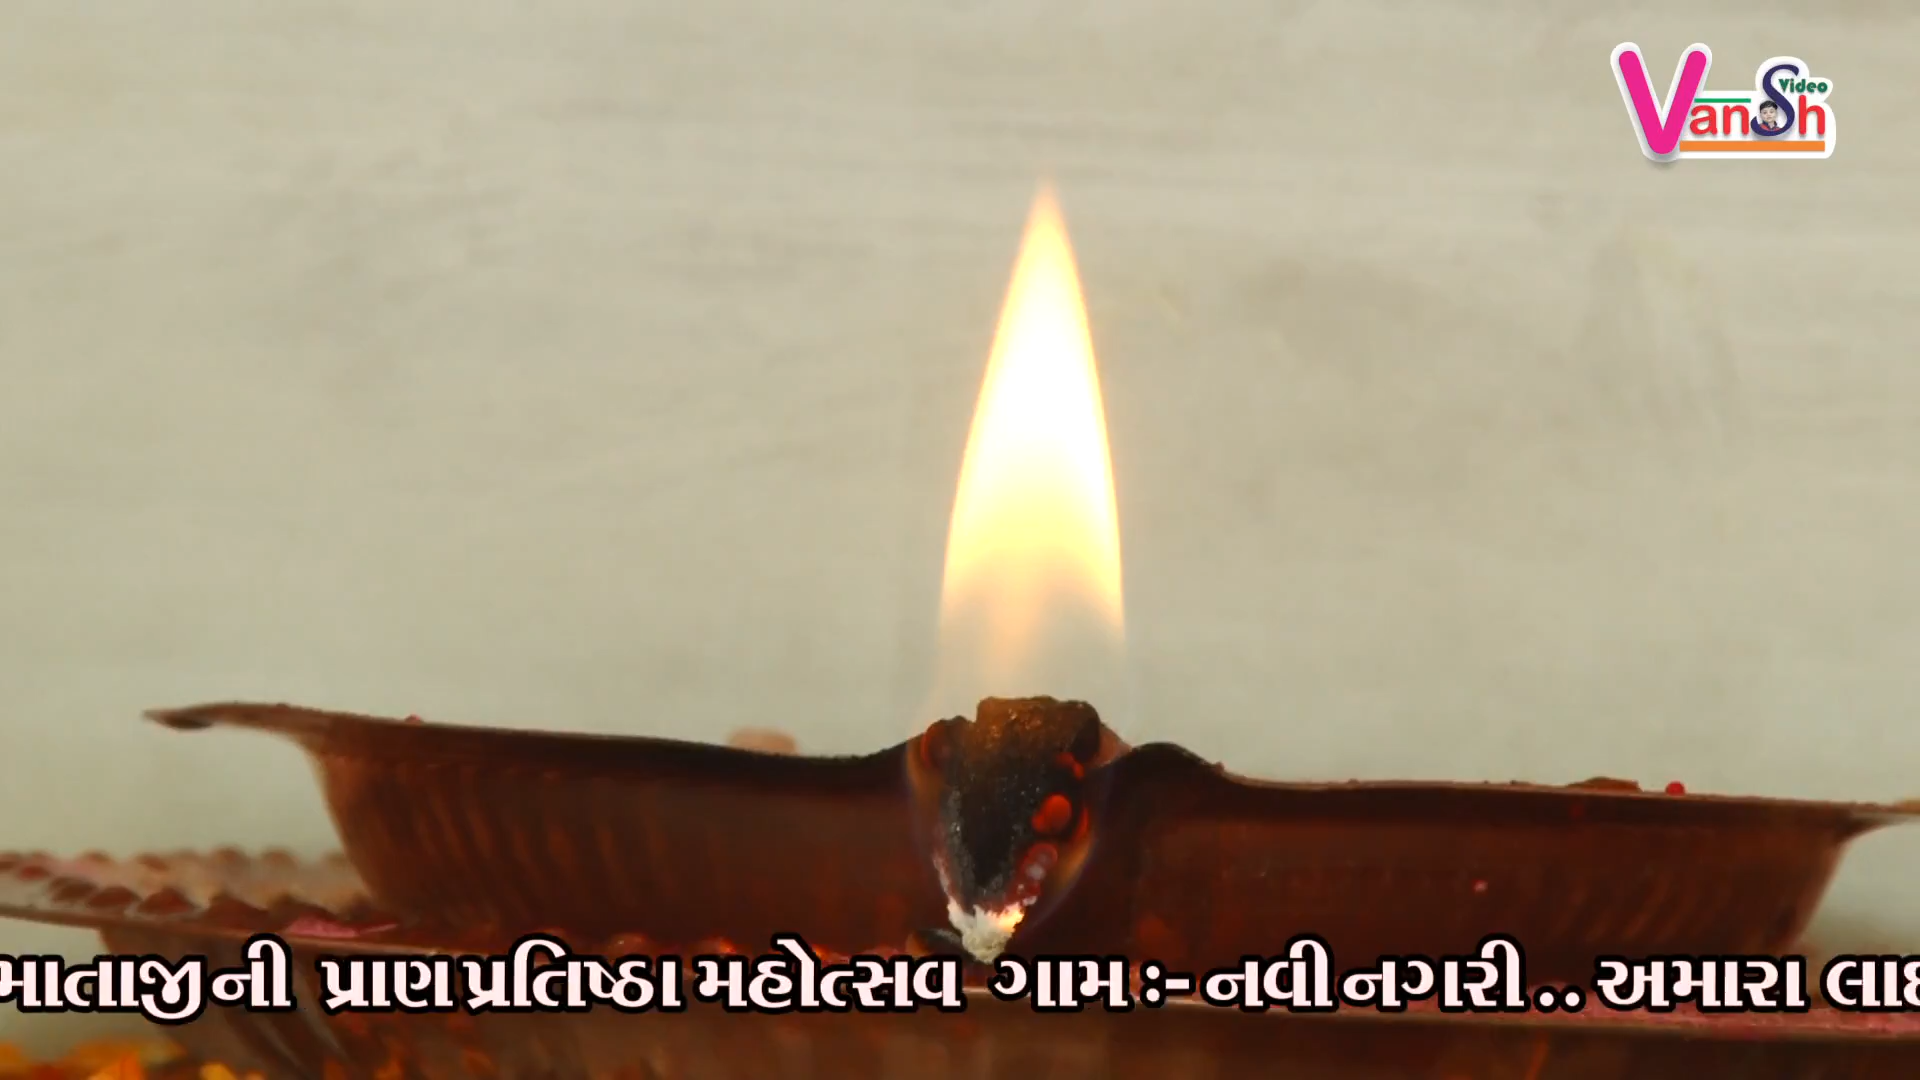 Video
Vansh
માતાજીની પ્રાણપ્રતિષ્ઠા મહોત્સવ ગામ :- નવીનગરી.. અમારા